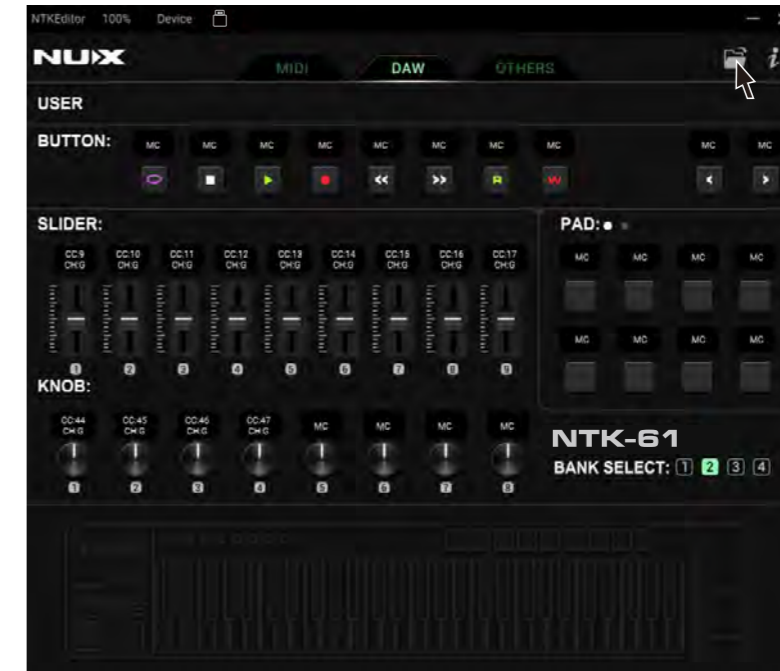 NTKEditor 100% Device
NUX
MIDI DAW OTHERS
i
USER
BUTTON: MC MC MC MC MC MC MC MC MC MC
R W
SLIDER: PAD:
CC:9 CC:10 CC:11 CC:12 CC:13 CC:14 CC:15 CC:16 CC:17
CH:G CH:G CH:G CH:G CH:G CH:G CH:G CH:G CH:G
MC MC MC MC
MC MC MC MC
1 2 3 4 5 6 7 8 9
KNOB:
CC:44 CC:45 CC:46 CC:47 MC MC MC MC
CH:G CH:G CH:G CH:G
NTK-61
BANK SELECT: 1 2 3 4
1 2 3 4 5 6 7 8